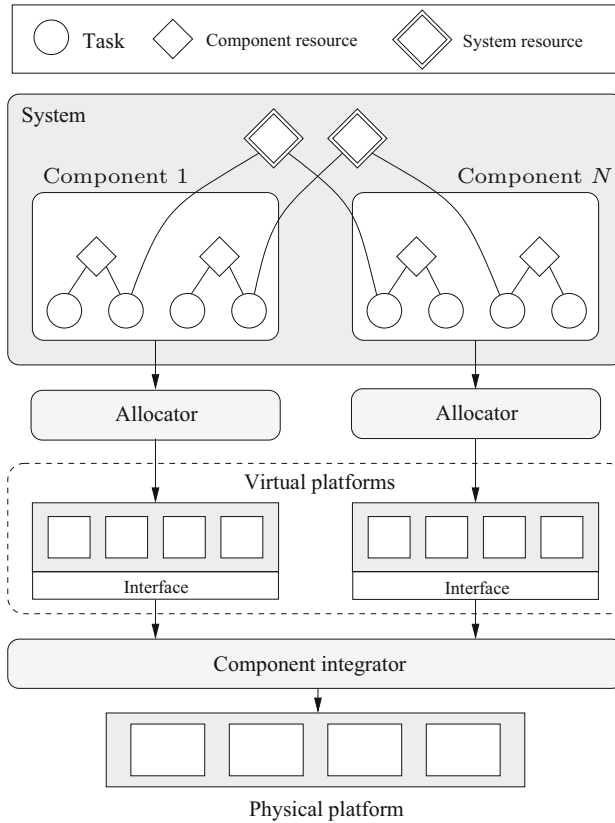 Task
Component resource
System resource
System
Component 1
Component N
Allocator
Allocator
Virtual platforms
Interface
Interface
Component integrator
Physical platform